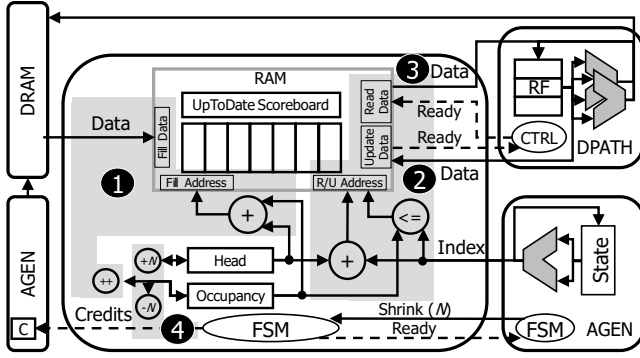 DRAM
AGEN
C
Data
Credits
1
RAM
UpToDate Scoreboard
Fill Data
Read Data
Update Data
Fill Address
R/U Address
+
+
<=
+N
++
-N
Head
Occupancy
FSM
4
2
3
Data
Ready
Ready
Data
Index
Shrink (N)
Ready
RF
CTRL
DPATH
State
FSM
AGEN